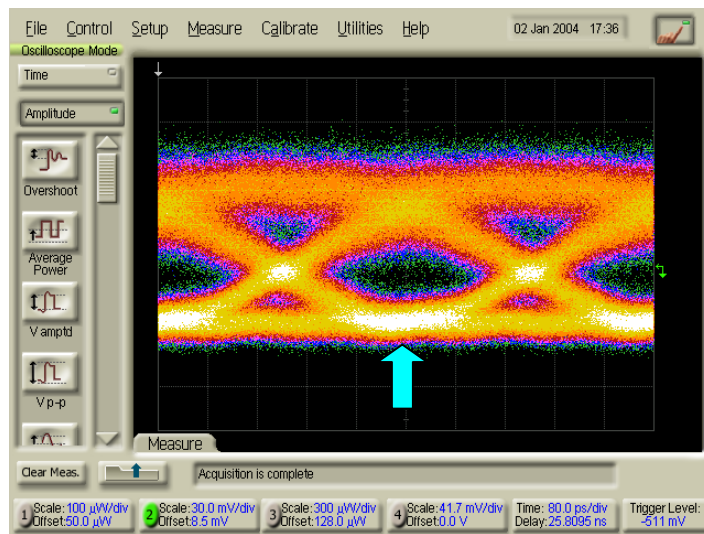 File Control Setup Measure Calibrate Utilities Help 02 Jan 2004 17:36
Oscilloscope Mode
Time
Amplitude
Overshoot
Average
Power
V amptd
V p-p
Measure
Clear Meas.
Acquisition is complete
1 Scale: 100 µW/div
Offset:50.0 µW
2 Scale:30.0 mV/div
Offset:8.5 mV
3 Scale:300 µW/div
Offset:128.0 µW
4 Scale:41.7 mV/div
Offset:0.0 V
Time: 80.0 ps/div
Delay:25.8095 ns
Trigger Level:
-511 mV